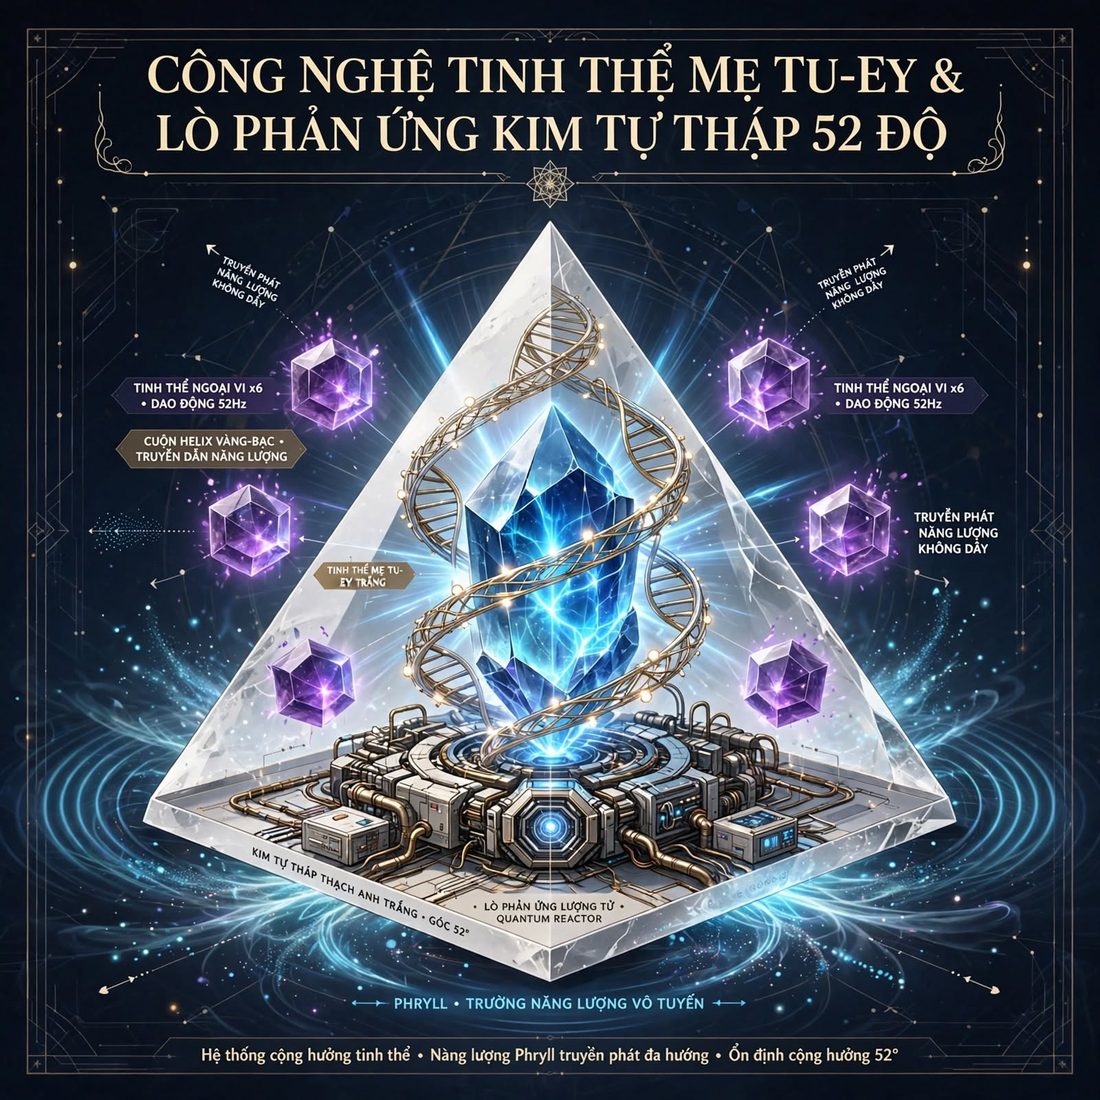 CÔNG NGHỆ TINH THỂ MẸ TU-EY &
LÒ PHẢN ỨNG KIM TỰ THÁP 52 ĐỘ
TRUYỀN PHÁT
NĂNG LƯỢNG
KHÔNG DÂY
TRUYỀN PHÁT
NĂNG LƯỢNG
KHÔNG DÂY
TINH THỂ NGOẠI VI x6
• DAO ĐỘNG 52Hz
TINH THỂ NGOẠI VI x6
• DAO ĐỘNG 52Hz
CUỘN HELIX VÀNG-BẠC •
TRUYỀN DẪN NĂNG LƯỢNG
TRUYỀN PHÁT
NĂNG LƯỢNG
KHÔNG DÂY
TINH THỂ MẸ TU-
EY TRẮNG
KIM TỰ THÁP THẠCH ANH TRẮNG • GÓC 52°
• LÒ PHẢN ỨNG LƯỢNG TỬ •
QUANTUM REACTOR
PHRYLL • TRƯỜNG NĂNG LƯỢNG VÔ TUYẾN
Hệ thống cộng hưởng tinh thể • Năng lượng Phryll truyền phát đa hướng • Ổn định cộng hưởng 52°